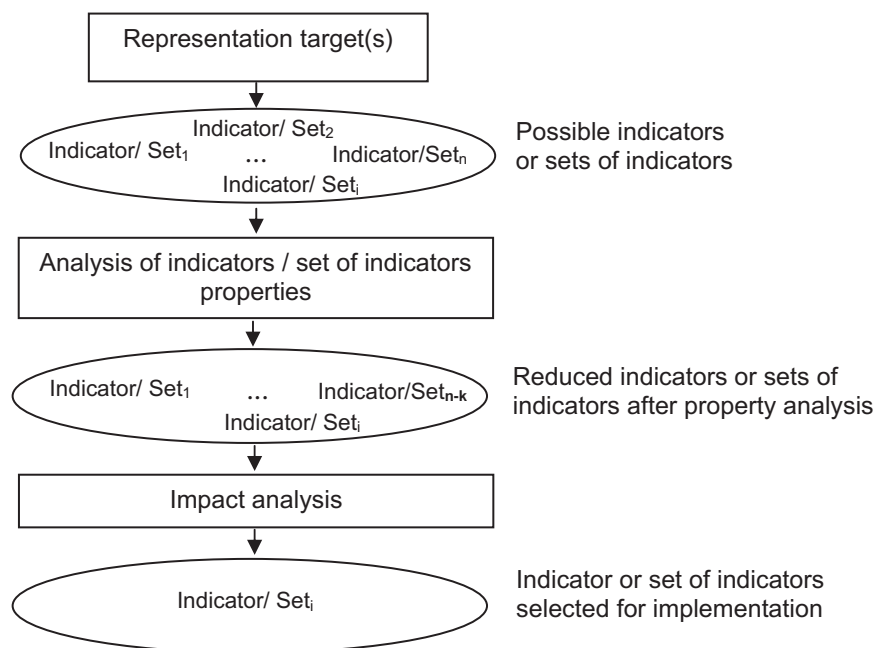 Representation target(s)
Indicator/ Set₂
Indicator/ Set₁ ... Indicator/Setₙ
Indicator/ Setᵢ
Possible indicators
or sets of indicators
Analysis of indicators / set of indicators
properties
Indicator/ Set₁ ... Indicator/Setₙ₋ₖ
Indicator/ Setᵢ
Reduced indicators or sets of
indicators after property analysis
Impact analysis
Indicator/ Setᵢ
Indicator or set of indicators
selected for implementation